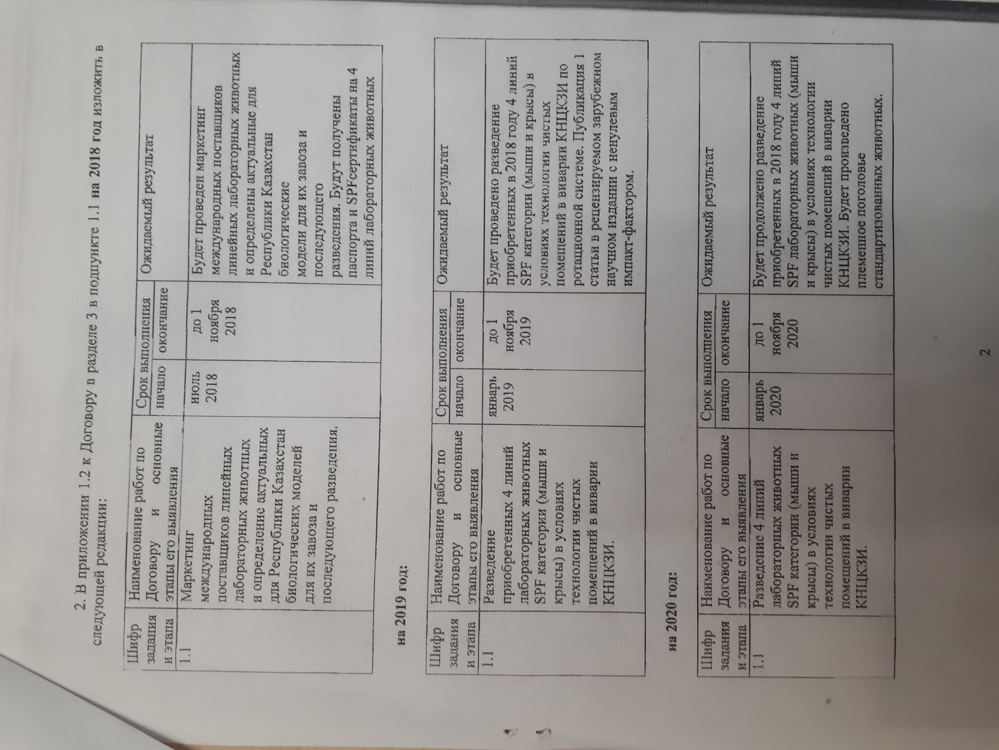 2. В приложении 1.2 к Договору в разделе 3 в подпункте 1.1 на 2018 год изложить в
следующей редакции:
Шифр
задания
и этапа
Наименование работ по
Договору и основные
этапы его выявления
Срок выполнения
начало
окончание
Ожидаемый результат
1.1
Маркетинг
международных
поставщиков линейных
лабораторных животных
и определение актуальных
для Республики Казахстан
биологических моделей
для их завоза и
последующего разведения.
июль
2018
до 1
ноября
2018
Будет проведен маркетинг
международных поставщиков
линейных лабораторных животных
и определены актуальные для
Республики Казахстан
биологические
модели для их завоза и
последующего
разведения. Будут получены
паспорта и SPFсертификаты на 4
линий лабораторных животных
на 2019 год:
Шифр
задания
и этапа
Наименование работ по
Договору и основные
этапы его выявления
Срок выполнения
начало
окончание
Ожидаемый результат
1.1
Разведение
приобретенных 4 линий
лабораторных животных
SPF категории (мыши и
крысы) в условиях
технологии чистых
помещений в виварии
КНЦКЗИ.
январь
2019
до 1
ноября
2019
Будет проведено разведение
приобретенных в 2018 году 4 линий
SPF категории (мыши и крысы) в
условиях технологии чистых
помещений в виварии КНЦКЗИ по
ротационной системе. Публикация 1
статьи в рецензируемом зарубежном
научном издании с ненулевым
импакт-фактором.
на 2020 год:
Шифр
задания
и этапа
Наименование работ по
Договору и основные
этапы его выявления
Срок выполнения
начало
окончание
Ожидаемый результат
1.1
Разведение 4 линий
лабораторных животных
SPF категории (мыши и
крысы) в условиях
технологии чистых
помещений в виварии
КНЦКЗИ.
январь
2020
до 1
ноября
2020
Будет продолжено разведение
приобретенных в 2018 году 4 линий
SPF лабораторных животных (мыши
и крысы) в условиях технологии
чистых помещений в виварии
КНЦКЗИ. Будет произведено
племенное поголовье
стандартизованных животных.
2